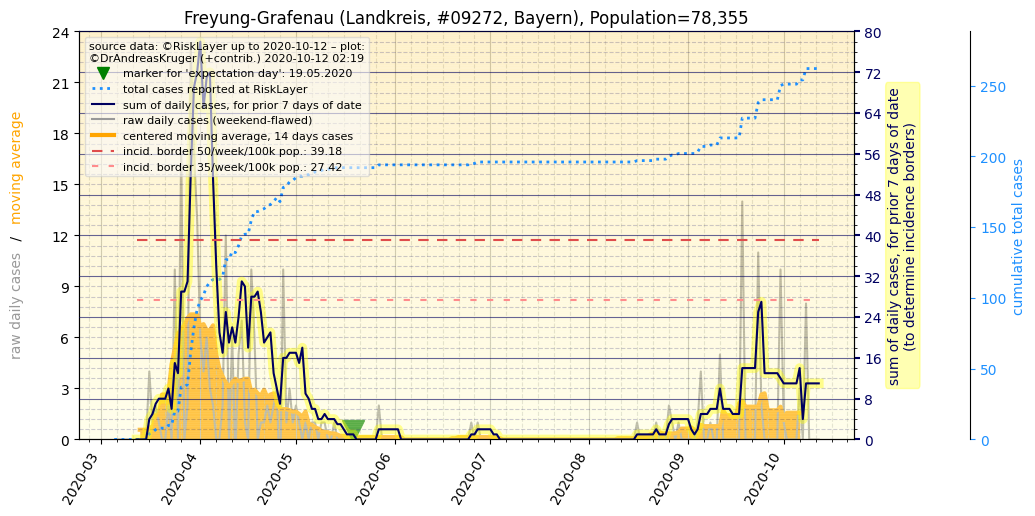 Freyung-Grafenau (Landkreis, #09272, Bayern), Population=78,355
source data: ©RiskLayer up to 2020-10-12 – plot:
©DrAndreasKruger (+contrib.) 2020-10-12 02:19
marker for 'expectation day': 19.05.2020
total cases reported at RiskLayer
sum of daily cases, for prior 7 days of date
raw daily cases (weekend-flawed)
centered moving average, 14 days cases
incid. border 50/week/100k pop.: 39.18
incid. border 35/week/100k pop.: 27.42
raw daily cases / moving average
24
21
18
15
12
9
6
3
0
80
72
64
56
48
40
32
24
16
8
0
sum of daily cases, for prior 7 days of date
(to determine incidence borders)
250
200
150
100
50
0
cumulative total cases
2020-03
2020-04
2020-05
2020-06
2020-07
2020-08
2020-09
2020-10